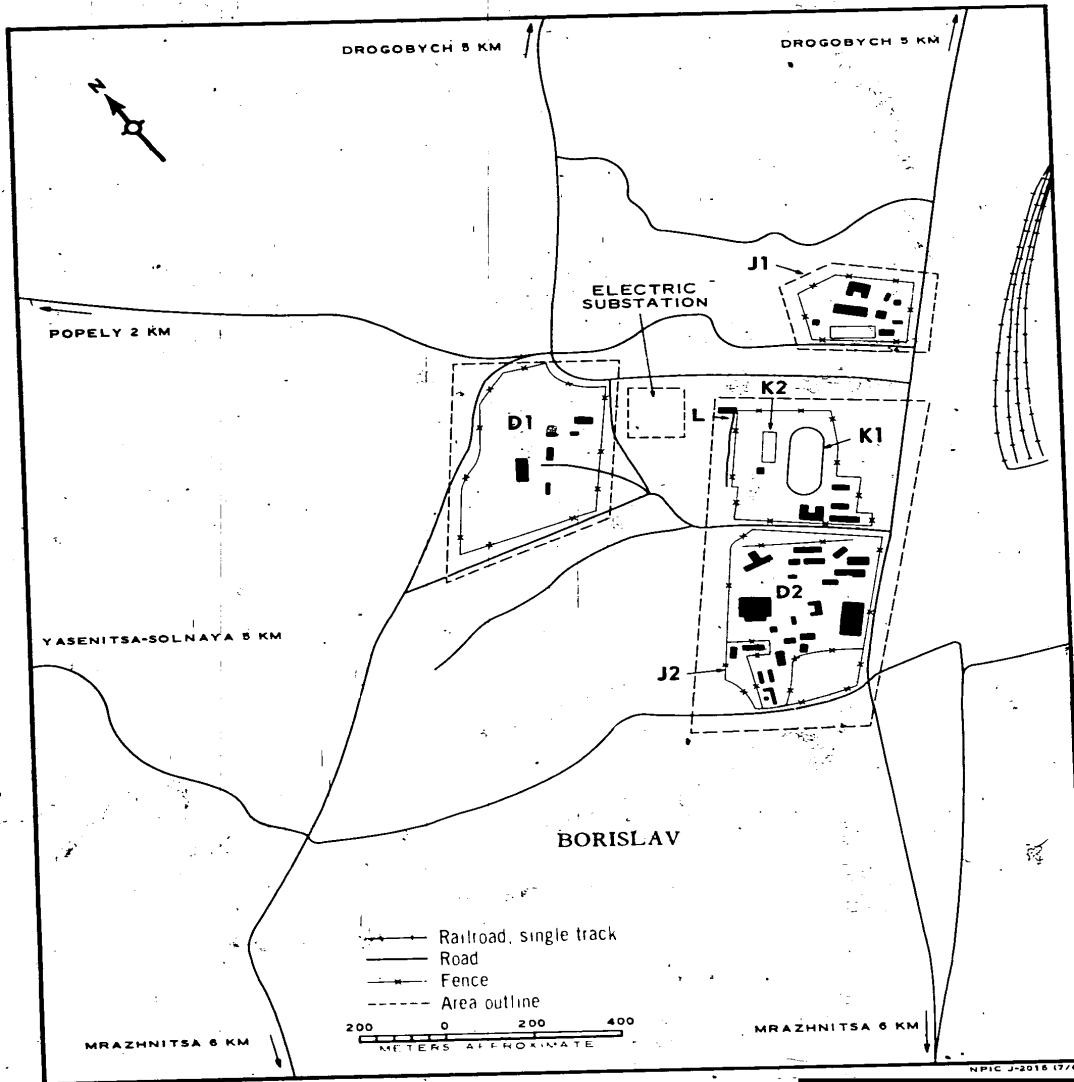 DROGOBYCH 5 KM
DROGOBYCH 5 KM
N
J1
ELECTRIC
SUBSTATION
POPELY 2 KM
K2
L
D1
K1
D2
YASENITSA-SOLNAYA 5 KM
J2
BORISLAV
Railroad, single track
Road
Fence
Area outline
200 0 200 400
METERS APPROXIMATE
MRAZHNITSA 6 KM
MRAZHNITSA 6 KM
NPIC J-2015